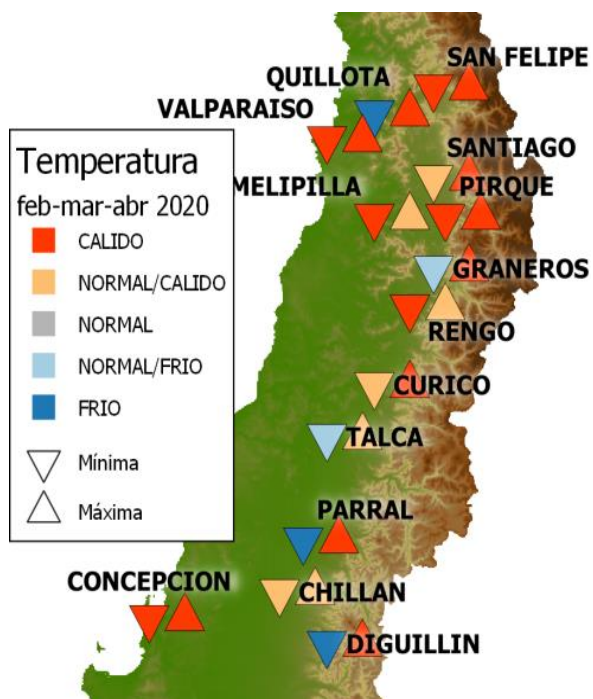 SAN FELIPE
QUILLOTA
VALPARAISO
SANTIAGO
MELIPILLA
PIRQUE
GRANEROS
RENGO
CURICO
TALCA
PARRAL
CONCEPCION
CHILLAN
DIGUILLIN
Temperatura
feb-mar-abr 2020
CALIDO
NORMAL/CALIDO
NORMAL
NORMAL/FRIO
FRIO
Mínima
Máxima